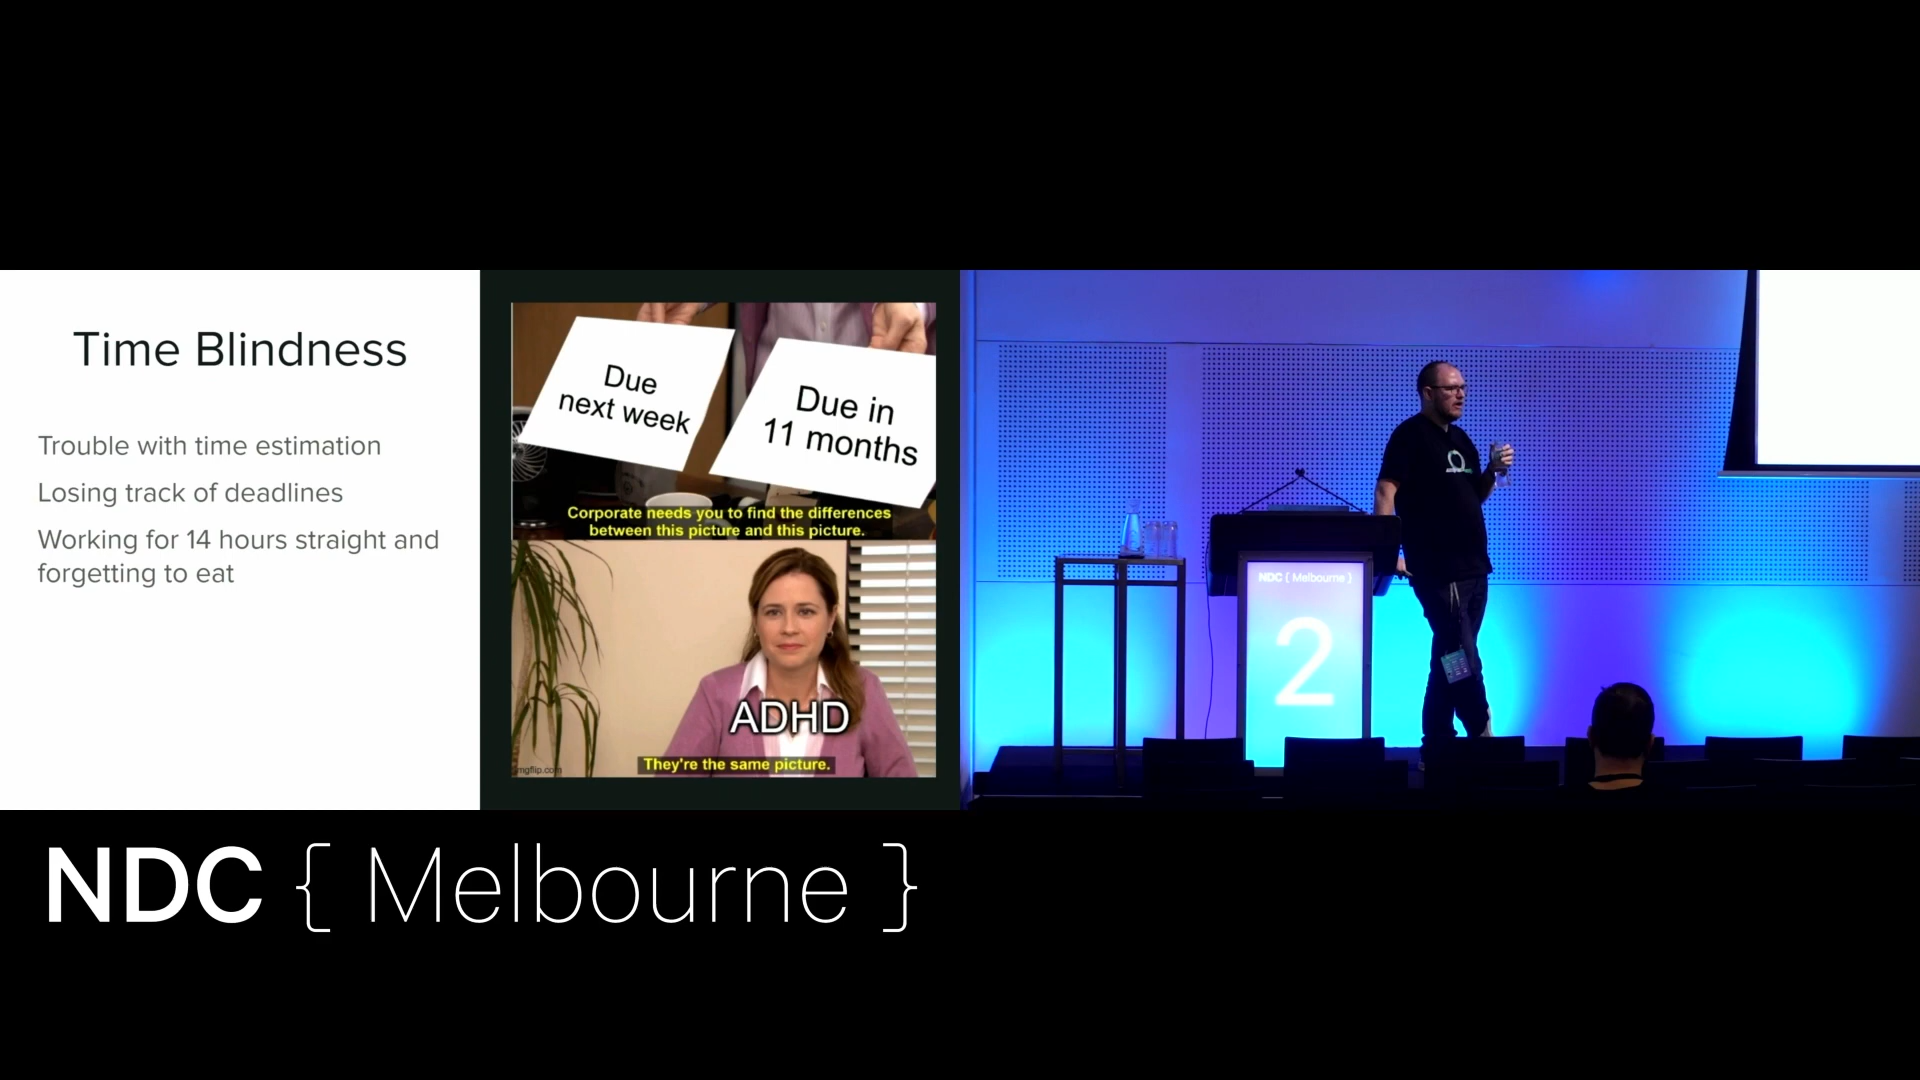 Time Blindness
Trouble with time estimation
Losing track of deadlines
Working for 14 hours straight and
forgetting to eat
Due
next week
Due in
11 months
Corporate needs you to find the differences
between this picture and this picture.
ADHD
They're the same picture.
imgflip.com
NDC { Melbourne }
2
NDC { Melbourne }